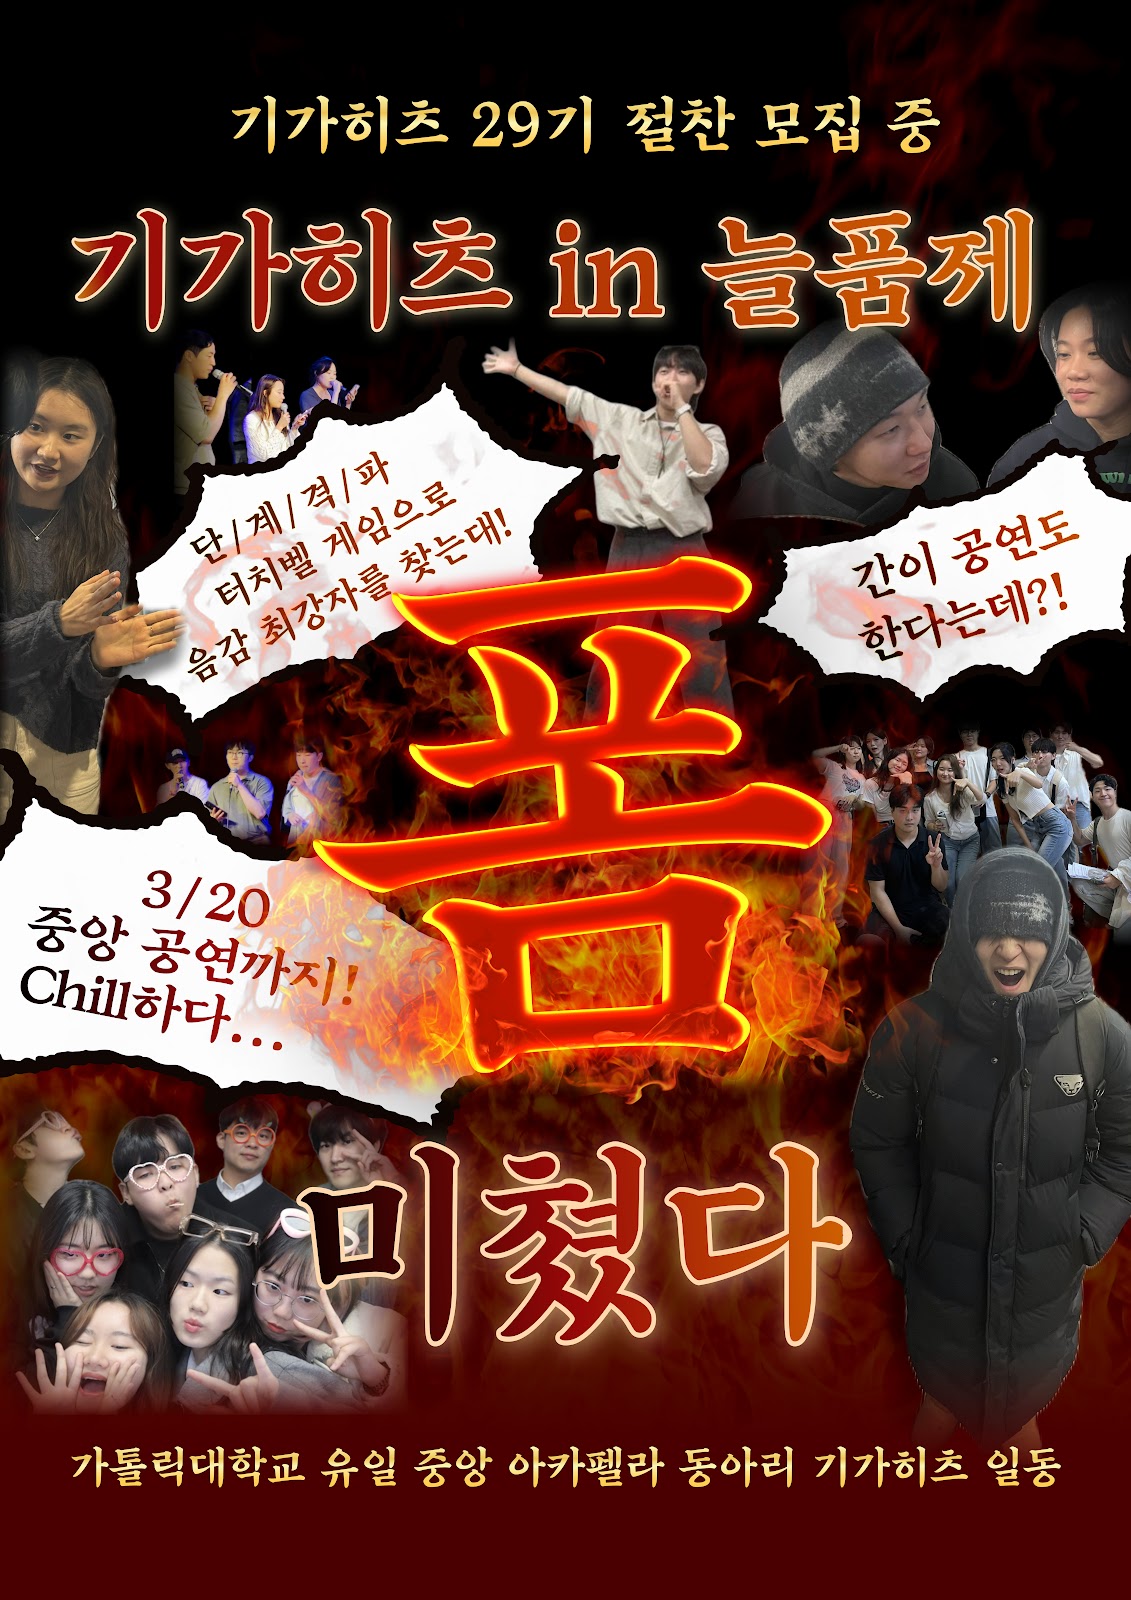 기가히츠 29기 절찬 모집 중
기가히츠 in 늘품제
단/계/격/파
터치벨 게임으로
음감 최강자를 찾는대!
간이 공연도
한다는데?!
폼
3/20
중앙 공연까지!
Chill하다...
미쳤다
가톨릭대학교 유일 중앙 아카펠라 동아리 기가히츠 일동